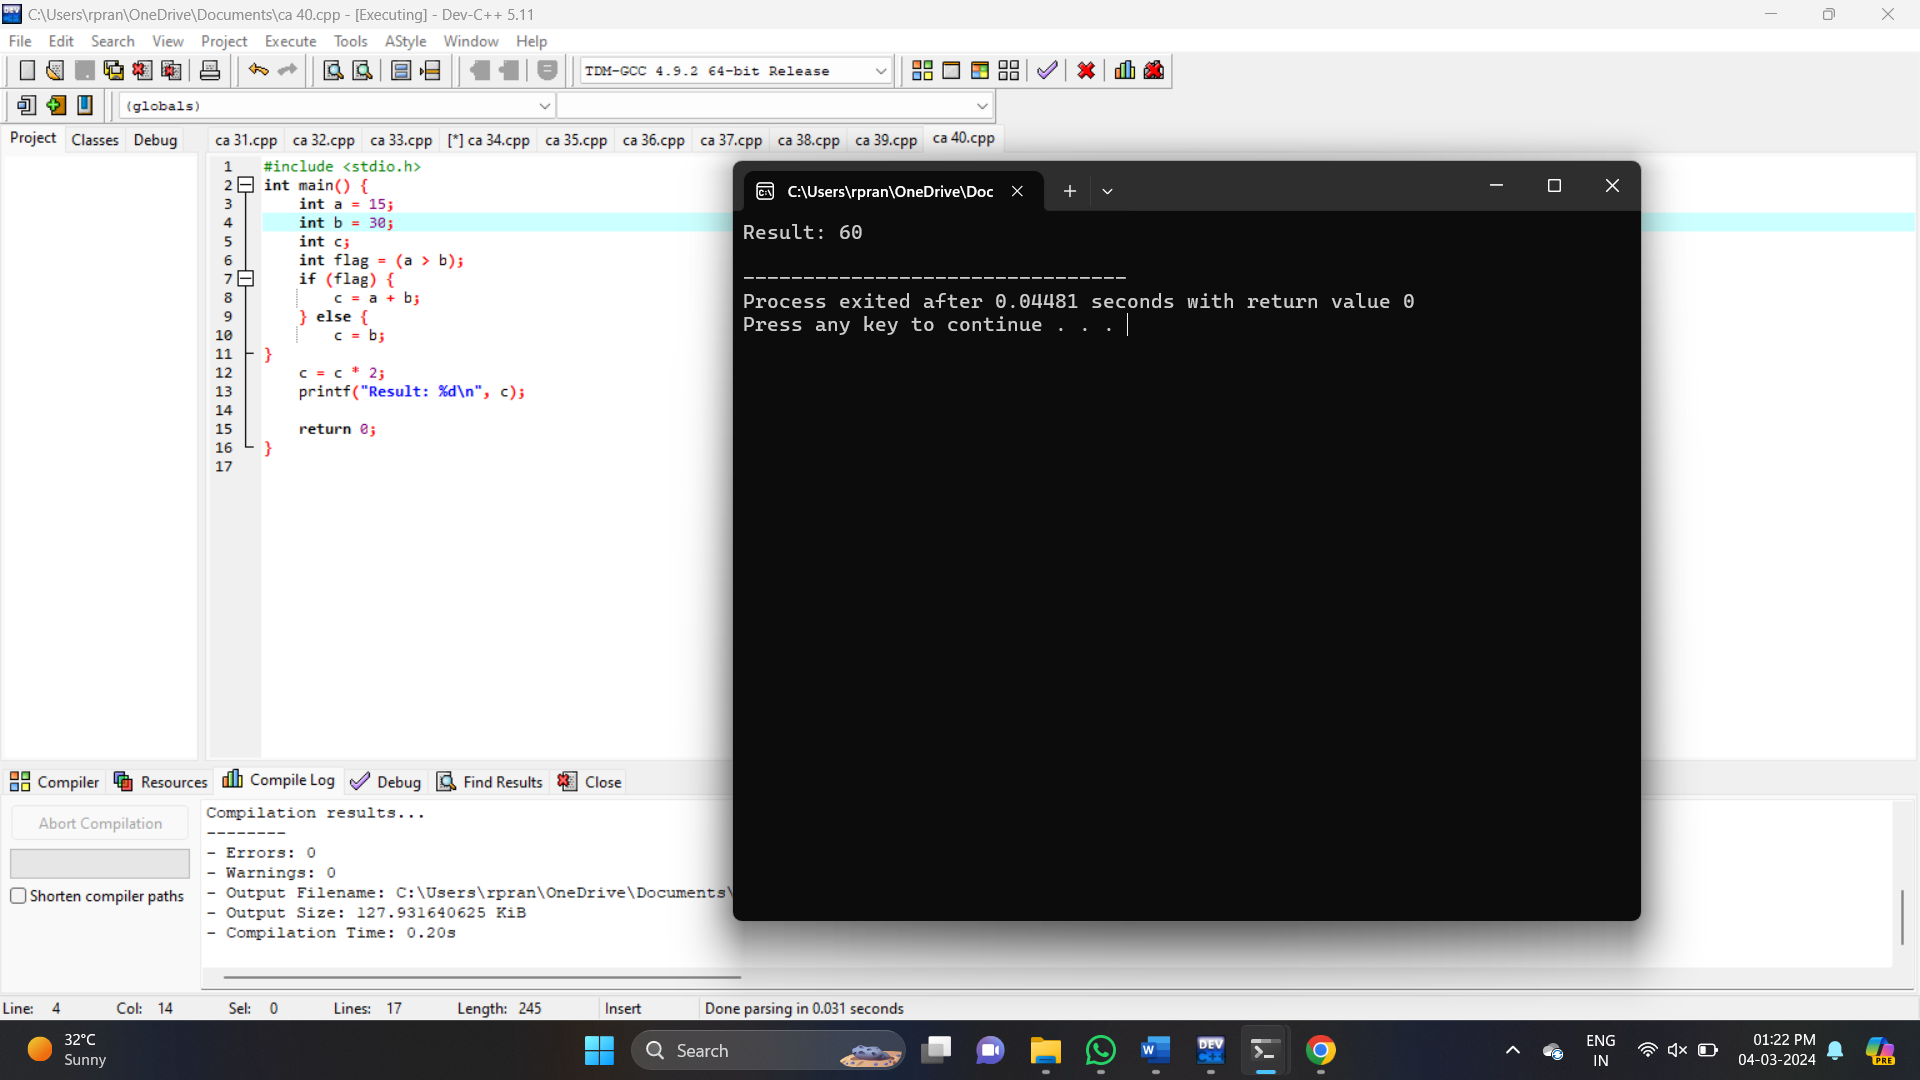 C:\Users\rpran\OneDrive\Documents\ca 40.cpp - [Executing] - Dev-C++ 5.11
File Edit Search View Project Execute Tools AStyle Window Help
TDM-GCC 4.9.2 64-bit Release
(globals)
Project Classes Debug
ca 31.cpp ca 32.cpp ca 33.cpp [*] ca 34.cpp ca 35.cpp ca 36.cpp ca 37.cpp ca 38.cpp ca 39.cpp ca 40.cpp
1 #include <stdio.h>
2 int main() {
3 int a = 15;
4 int b = 30;
5 int c;
6 int flag = (a > b);
7 if (flag) {
8 c = a + b;
9 } else {
10 c = b;
11 }
12 c = c * 2;
13 printf("Result: %d\n", c);
14
15 return 0;
16 }
17
C:\Users\rpran\OneDrive\Doc
Result: 60
--------------------------------
Process exited after 0.04481 seconds with return value 0
Press any key to continue . . .
Compiler Resources Compile Log Debug Find Results Close
Abort Compilation
Shorten compiler paths
Compilation results...
--------
- Errors: 0
- Warnings: 0
- Output Filename: C:\Users\rpran\OneDrive\Documents\
- Output Size: 127.931640625 KiB
- Compilation Time: 0.20s
Line: 4 Col: 14 Sel: 0 Lines: 17 Length: 245 Insert Done parsing in 0.031 seconds
32°C
Sunny
Search
W
DEV
ENG
IN
01:22 PM
04-03-2024
PRE